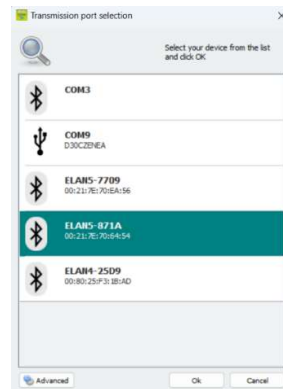 Transmission port selection
Select your device from the list
and click OK
COM3
COM9
D30CZENEA
ELAN5-7709
00:21:7E:70:EA:56
ELAN5-871A
00:21:7E:70:64:54
ELAN4-25D9
00:80:25:F3:1B:AD
Advanced
Ok
Cancel